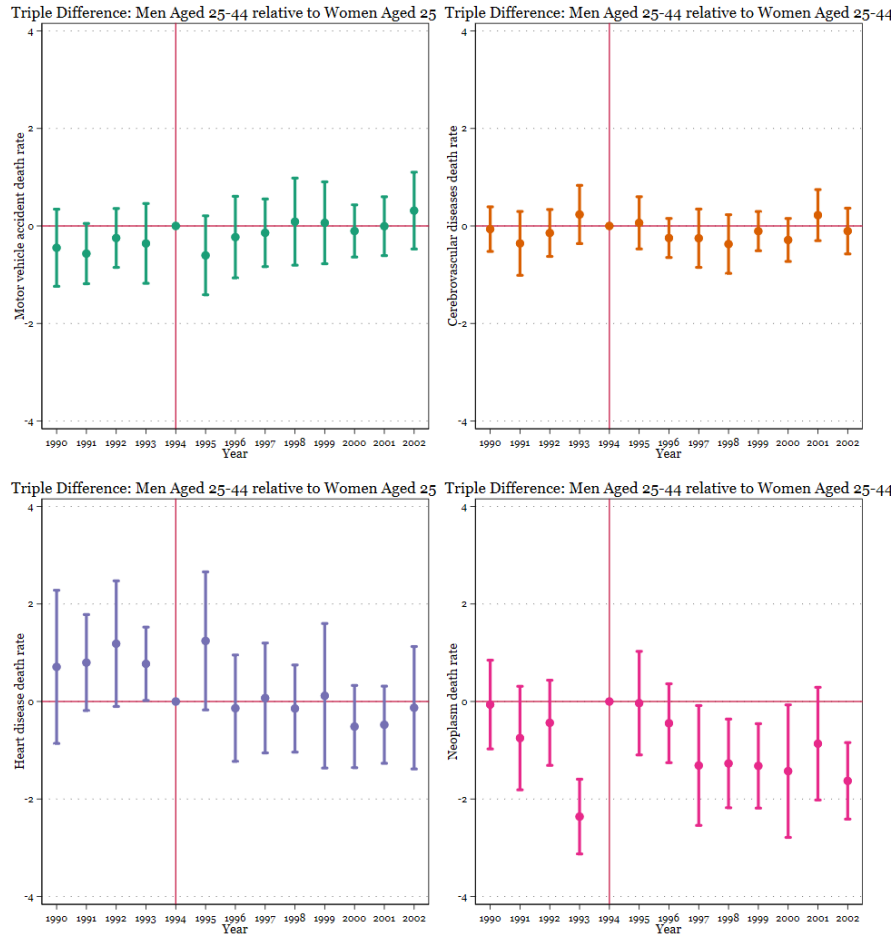 Triple Difference: Men Aged 25-44 relative to Women Aged 25
4
2
0
-2
-4
Motor vehicle accident death rate
1990 1991 1992 1993 1994 1995 1996 1997 1998 1999 2000 2001 2002
Year
Triple Difference: Men Aged 25-44 relative to Women Aged 25-44
4
2
0
-2
-4
Cerebrovascular diseases death rate
1990 1991 1992 1993 1994 1995 1996 1997 1998 1999 2000 2001 2002
Year
Triple Difference: Men Aged 25-44 relative to Women Aged 25
4
2
0
-2
-4
Heart disease death rate
1990 1991 1992 1993 1994 1995 1996 1997 1998 1999 2000 2001 2002
Year
Triple Difference: Men Aged 25-44 relative to Women Aged 25-44
4
2
0
-2
-4
Neoplasm death rate
1990 1991 1992 1993 1994 1995 1996 1997 1998 1999 2000 2001 2002
Year